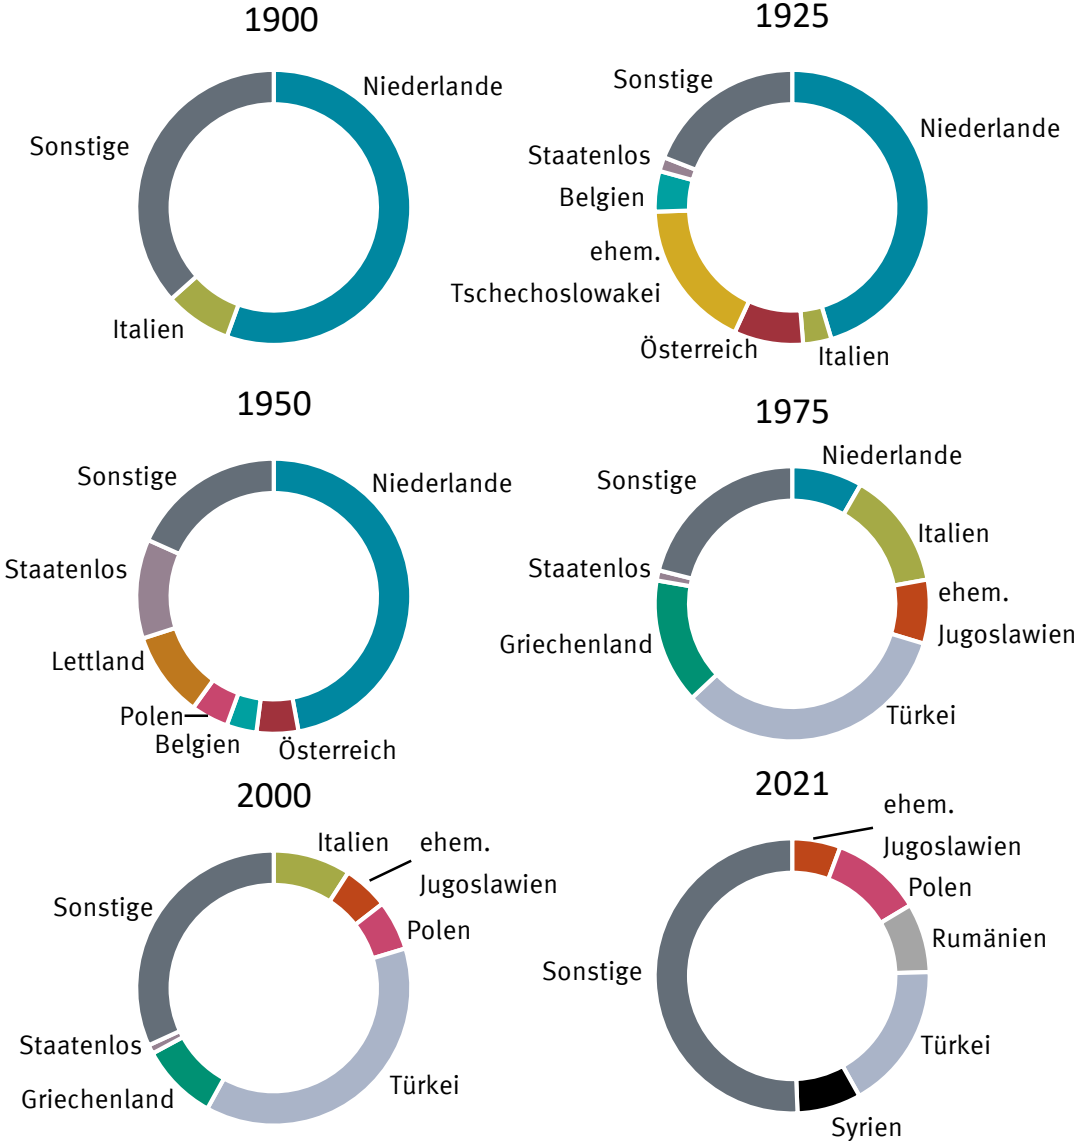 1900
Niederlande
Sonstige
Italien
1925
Sonstige
Niederlande
Staatenlos
Belgien
ehem.
Tschechoslowakei
Österreich
Italien
1950
Sonstige
Niederlande
Staatenlos
Lettland
Polen
Belgien
Österreich
1975
Niederlande
Sonstige
Italien
Staatenlos
ehem.
Jugoslawien
Griechenland
Türkei
2000
Italien
ehem.
Jugoslawien
Sonstige
Polen
Staatenlos
Griechenland
Türkei
2021
ehem.
Jugoslawien
Polen
Rumänien
Sonstige
Türkei
Syrien